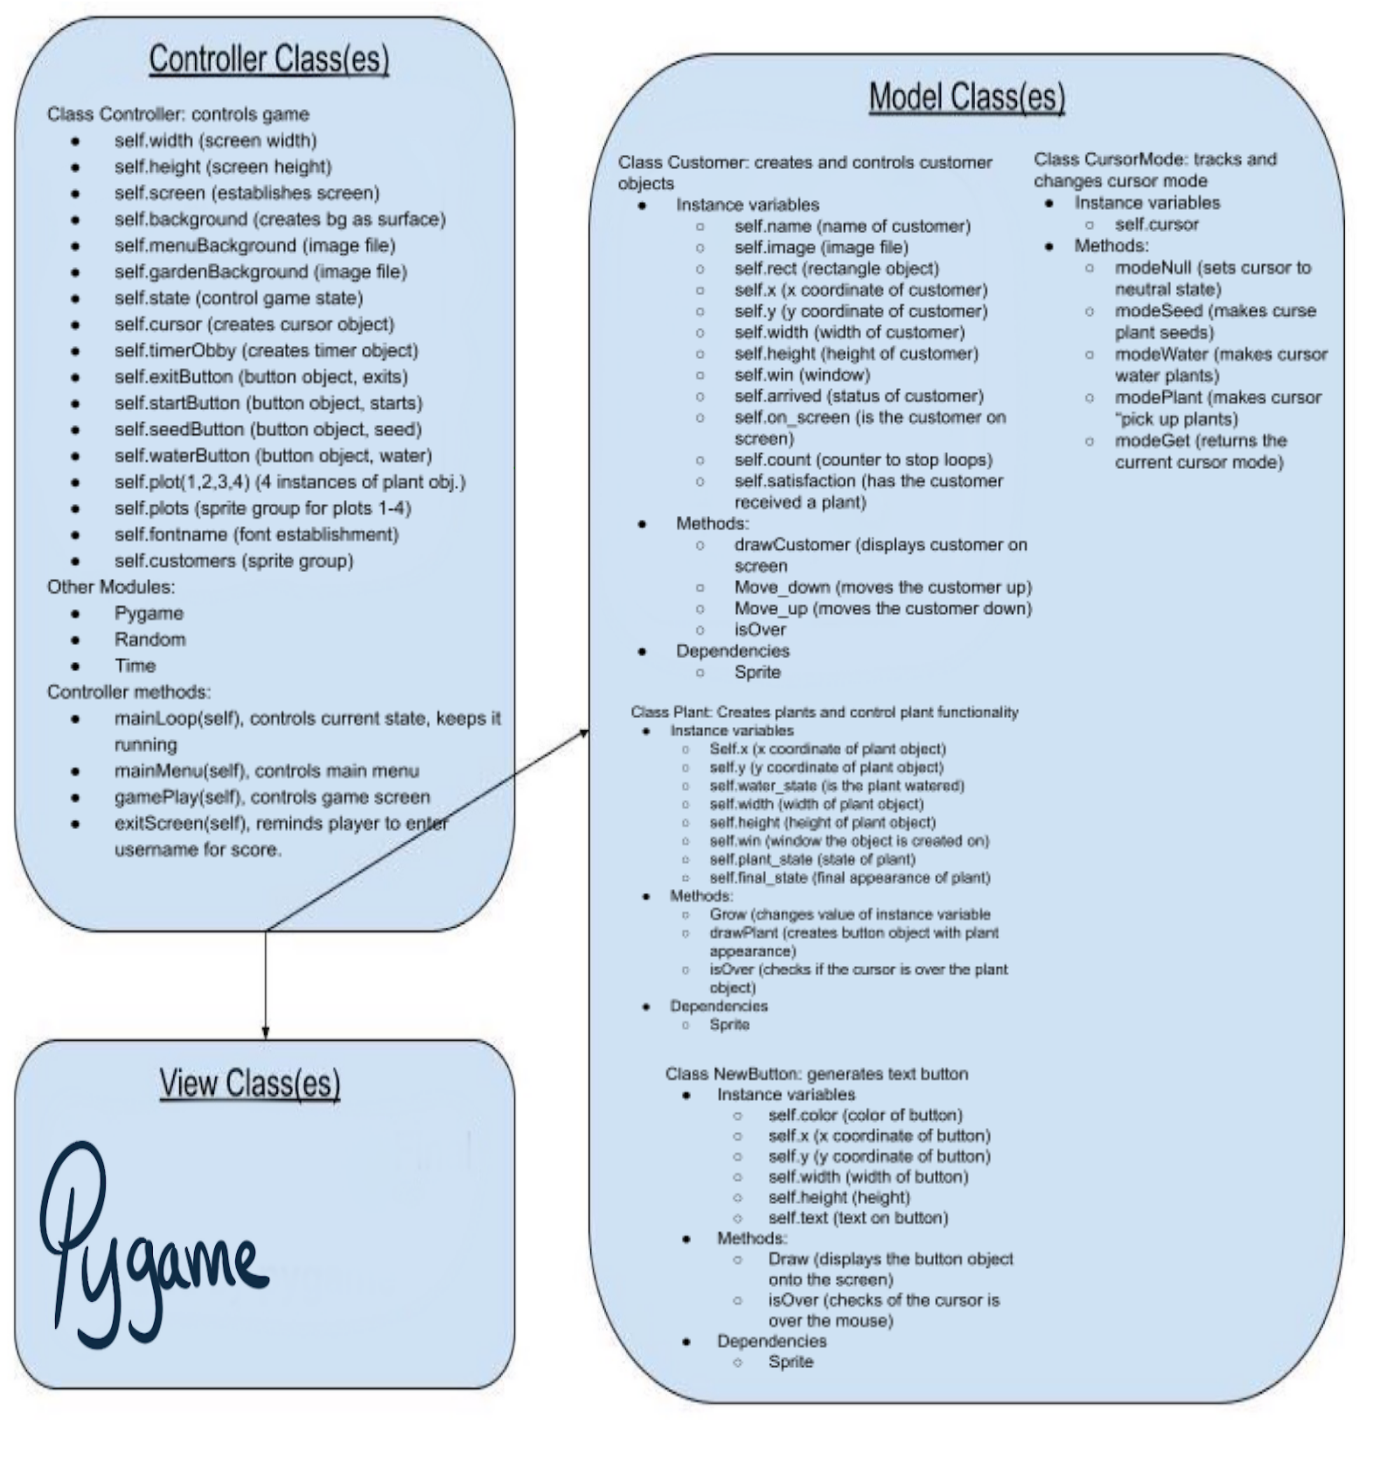 Controller Class(es)
Class Controller: controls game
● self.width (screen width)
● self.height (screen height)
● self.screen (establishes screen)
● self.background (creates bg as surface)
● self.menuBackground (image file)
● self.gardenBackground (image file)
● self.state (control game state)
● self.cursor (creates cursor object)
● self.timerObby (creates timer object)
● self.exitButton (button object, exits)
● self.startButton (button object, starts)
● self.seedButton (button object, seed)
● self.waterButton (button object, water)
● self.plot(1,2,3,4) (4 instances of plant obj.)
● self.plots (sprite group for plots 1-4)
● self.fontname (font establishment)
● self.customers (sprite group)
Other Modules:
● Pygame
● Random
● Time
Controller methods:
● mainLoop(self), controls current state, keeps it
running
● mainMenu(self), controls main menu
● gamePlay(self), controls game screen
● exitScreen(self), reminds player to enter
username for score.
View Class(es)
Pygame
Model Class(es)
Class Customer: creates and controls customer
objects
● Instance variables
○ self.name (name of customer)
○ self.image (image file)
○ self.rect (rectangle object)
○ self.x (x coordinate of customer)
○ self.y (y coordinate of customer)
○ self.width (width of customer)
○ self.height (height of customer)
○ self.win (window)
○ self.arrived (status of customer)
○ self.on_screen (is the customer on
screen)
○ self.count (counter to stop loops)
○ self.satisfaction (has the customer
received a plant)
● Methods:
○ drawCustomer (displays customer on
screen
○ Move_down (moves the customer up)
○ Move_up (moves the customer down)
○ isOver
● Dependencies
○ Sprite
Class Plant: Creates plants and control plant functionality
● Instance variables
○ Self.x (x coordinate of plant object)
○ self.y (y coordinate of plant object)
○ self.water_state (is the plant watered)
○ self.width (width of plant object)
○ self.height (height of plant object)
○ self.win (window the object is created on)
○ self.plant_state (state of plant)
○ self.final_state (final appearance of plant)
● Methods:
○ Grow (changes value of instance variable
○ drawPlant (creates button object with plant
appearance)
○ isOver (checks if the cursor is over the plant
object)
● Dependencies
○ Sprite
Class NewButton: generates text button
● Instance variables
○ self.color (color of button)
○ self.x (x coordinate of button)
○ self.y (y coordinate of button)
○ self.width (width of button)
○ self.height (height)
○ self.text (text on button)
● Methods:
○ Draw (displays the button object
onto the screen)
○ isOver (checks of the cursor is
over the mouse)
● Dependencies
○ Sprite
Class CursorMode: tracks and
changes cursor mode
● Instance variables
○ self.cursor
● Methods:
○ modeNull (sets cursor to
neutral state)
○ modeSeed (makes curse
plant seeds)
○ modeWater (makes cursor
water plants)
○ modePlant (makes cursor
"pick up plants)
○ modeGet (returns the
current cursor mode)